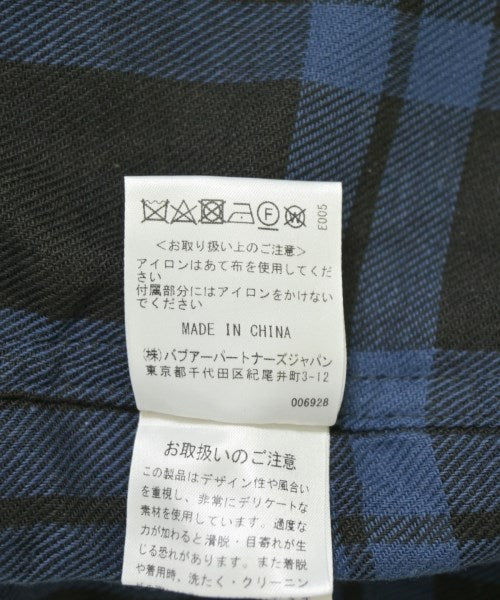 E005
＜お取り扱い上のご注意＞
アイロンはあて布を使用してくだ
さい
付属部分にはアイロンをかけない
でください
MADE IN CHINA
(株)バブアーパートナーズジャパン
東京都千代田区紀尾井町3-12
006928
お取扱いのご注意
この製品はデザイン性や風合い
を重視し、非常にデリケートな
素材を使用しています。過度な
力が加わると滑脱・目寄れが生
じる恐れがあります。また着脱
や着用時、洗たく・クリーニン